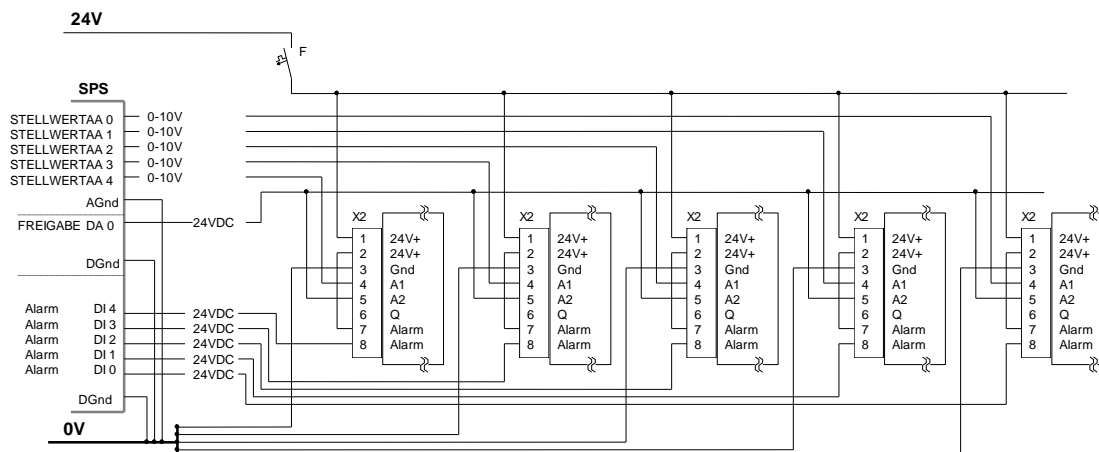 24V
F
SPS
STELLWERTAA 0 0-10V
STELLWERTAA 1 0-10V
STELLWERTAA 2 0-10V
STELLWERTAA 3 0-10V
STELLWERTAA 4 0-10V
AGnd
FREIGABE DA 0 24VDC
DGnd
Alarm DI 4 24VDC
Alarm DI 3 24VDC
Alarm DI 2 24VDC
Alarm DI 1 24VDC
Alarm DI 0 24VDC
DGnd
0V
X2
1 24V+
2 24V+
3 Gnd
4 A1
5 A2
6 Q
7 Alarm
8 Alarm
X2
1 24V+
2 24V+
3 Gnd
4 A1
5 A2
6 Q
7 Alarm
8 Alarm
X2
1 24V+
2 24V+
3 Gnd
4 A1
5 A2
6 Q
7 Alarm
8 Alarm
X2
1 24V+
2 24V+
3 Gnd
4 A1
5 A2
6 Q
7 Alarm
8 Alarm
X2
1 24V+
2 24V+
3 Gnd
4 A1
5 A2
6 Q
7 Alarm
8 Alarm